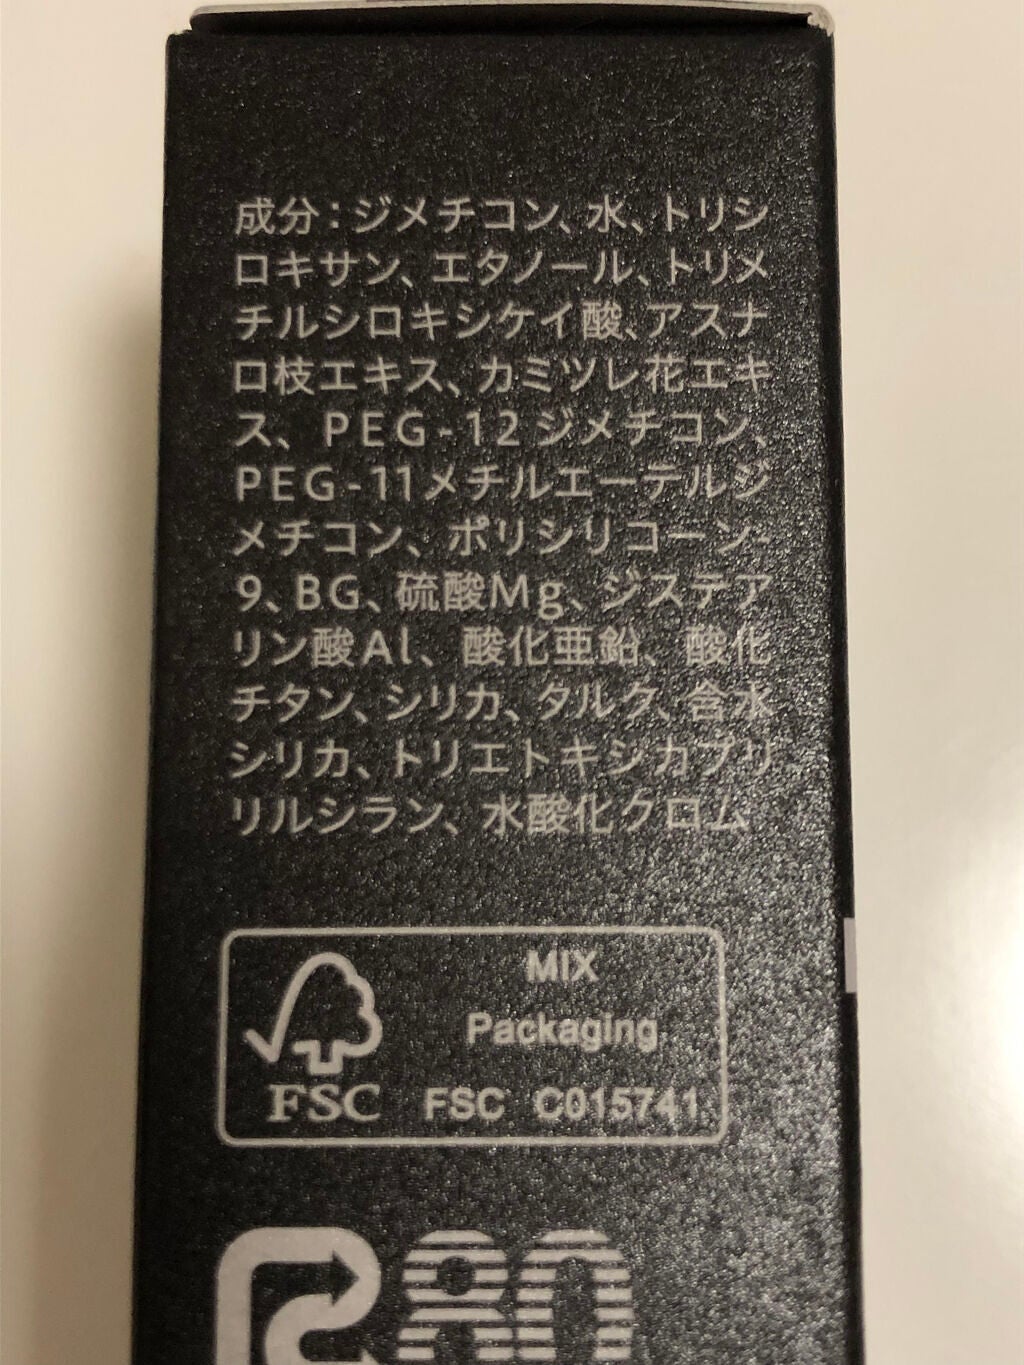 成分：ジメチコン、水、トリシ
ロキサン、エタノール、トリメ
チルシロキシケイ酸、アスナ
ロ枝エキス、カミツレ花エキ
ス、PEG-12ジメチコン、
PEG-11メチルエーテルジ
メチコン、ポリシリコーン-
9、BG、硫酸Mg、ジステア
リン酸Al、酸化亜鉛、酸化
チタン、シリカ、タルク、含水
シリカ、トリエトキシカプリ
リルシラン、水酸化クロム
MIX
Packaging
FSC
FSC C015741
R80